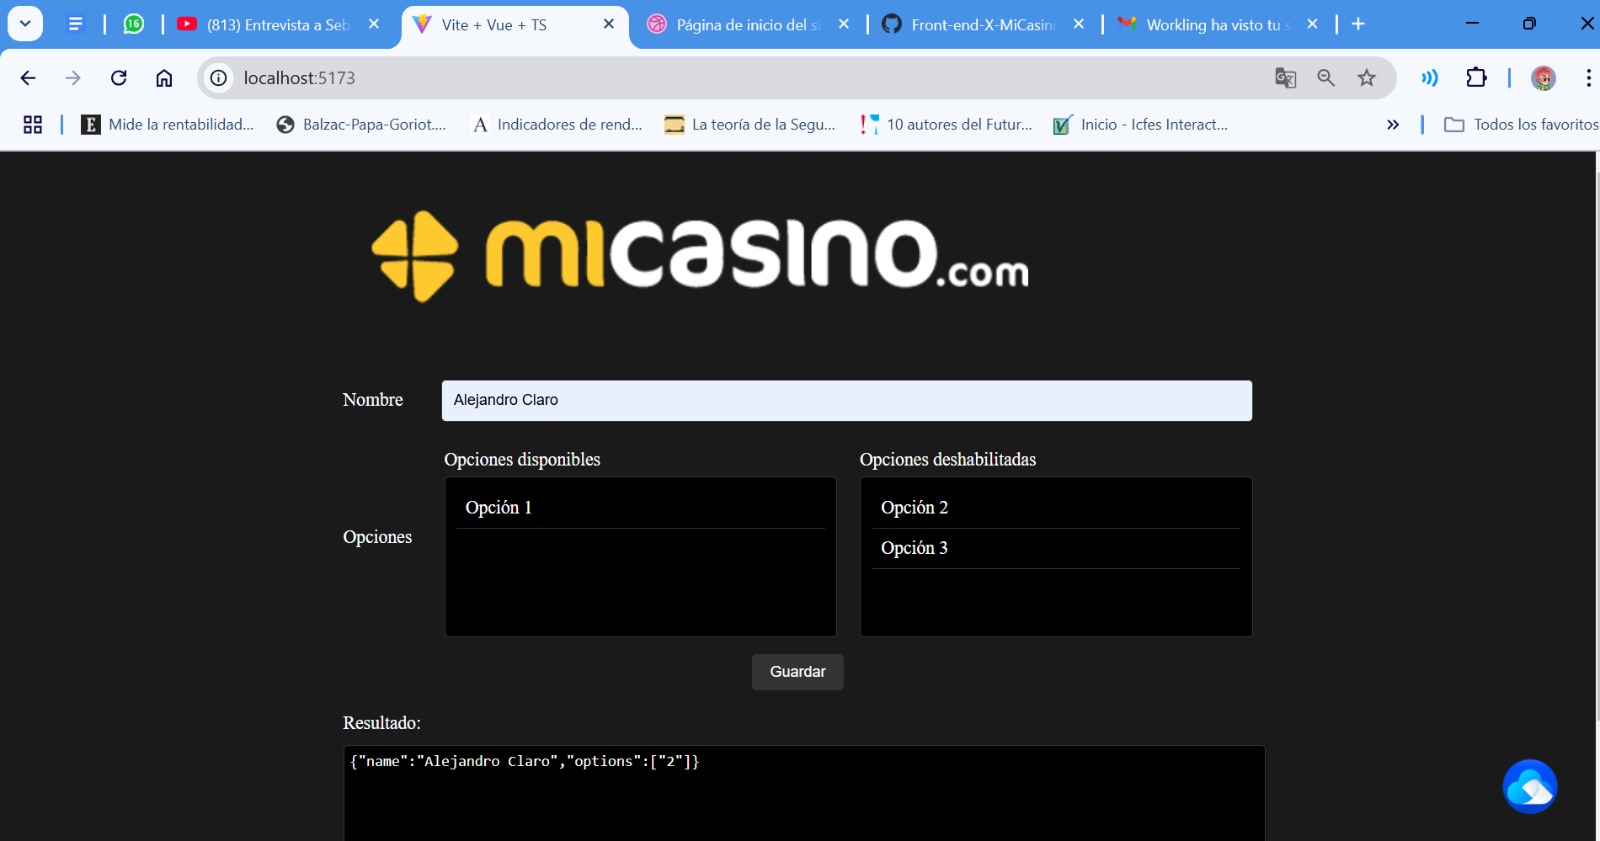 16
(813) Entrevista a Seb
Vite + Vue + TS
Página de inicio del si
Front-end-X-MiCasino
Workling ha visto tu s
localhost:5173
Mide la rentabilidad...
Balzac-Papa-Goriot....
Indicadores de rend...
La teoría de la Segu...
10 autores del Futur...
Inicio - Icfes Interact...
Todos los favoritos
micasino.com
Nombre
Alejandro Claro
Opciones disponibles
Opciones deshabilitadas
Opción 1
Opción 2
Opciones
Opción 3
Guardar
Resultado:
{"name":"Alejandro Claro","options":["2"]}